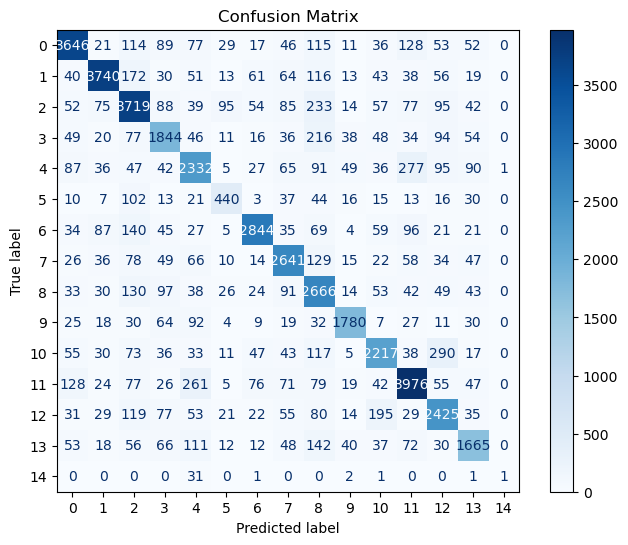 Confusion Matrix
0 3646 21 114 89 77 29 17 46 115 11 36 128 53 52 0
1 40 3740 172 30 51 13 61 64 116 13 43 38 56 19 0
2 52 75 3719 88 39 95 54 85 233 14 57 77 95 42 0
3 49 20 77 1844 46 11 16 36 216 38 48 34 94 54 0
4 87 36 47 42 2332 5 27 65 91 49 36 277 95 90 1
5 10 7 102 13 21 440 3 37 44 16 15 13 16 30 0
6 34 87 140 45 27 5 2844 35 69 4 59 96 21 21 0
7 26 36 78 49 66 10 14 2641 129 15 22 58 34 47 0
8 33 30 130 97 38 26 24 91 2666 14 53 42 49 43 0
9 25 18 30 64 92 4 9 19 32 1780 7 27 11 30 0
10 55 30 73 36 33 11 47 43 117 5 2217 38 290 17 0
11 128 24 77 26 261 5 76 71 79 19 42 3976 55 47 0
12 31 29 119 77 53 21 22 55 80 14 195 29 2425 35 0
13 53 18 56 66 111 12 12 48 142 40 37 72 30 1665 0
14 0 0 0 0 31 0 1 0 0 2 1 0 0 1 1
0 1 2 3 4 5 6 7 8 9 10 11 12 13 14
Predicted label
True label
3500
3000
2500
2000
1500
1000
500
0